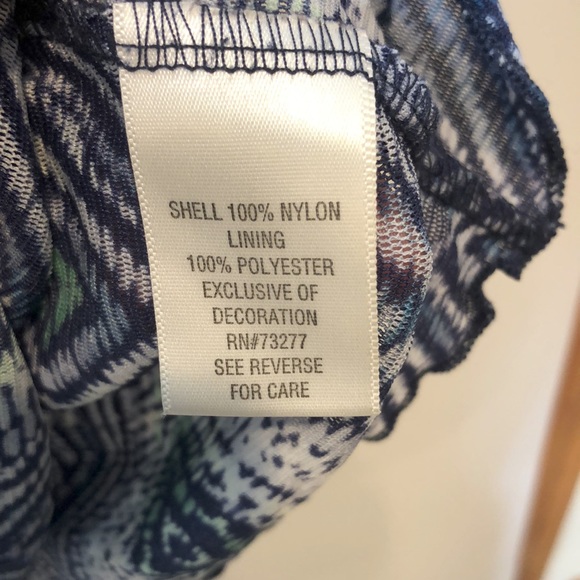 SHELL 100% NYLON
LINING
100% POLYESTER
EXCLUSIVE OF
DECORATION
RN#73277
SEE REVERSE
FOR CARE